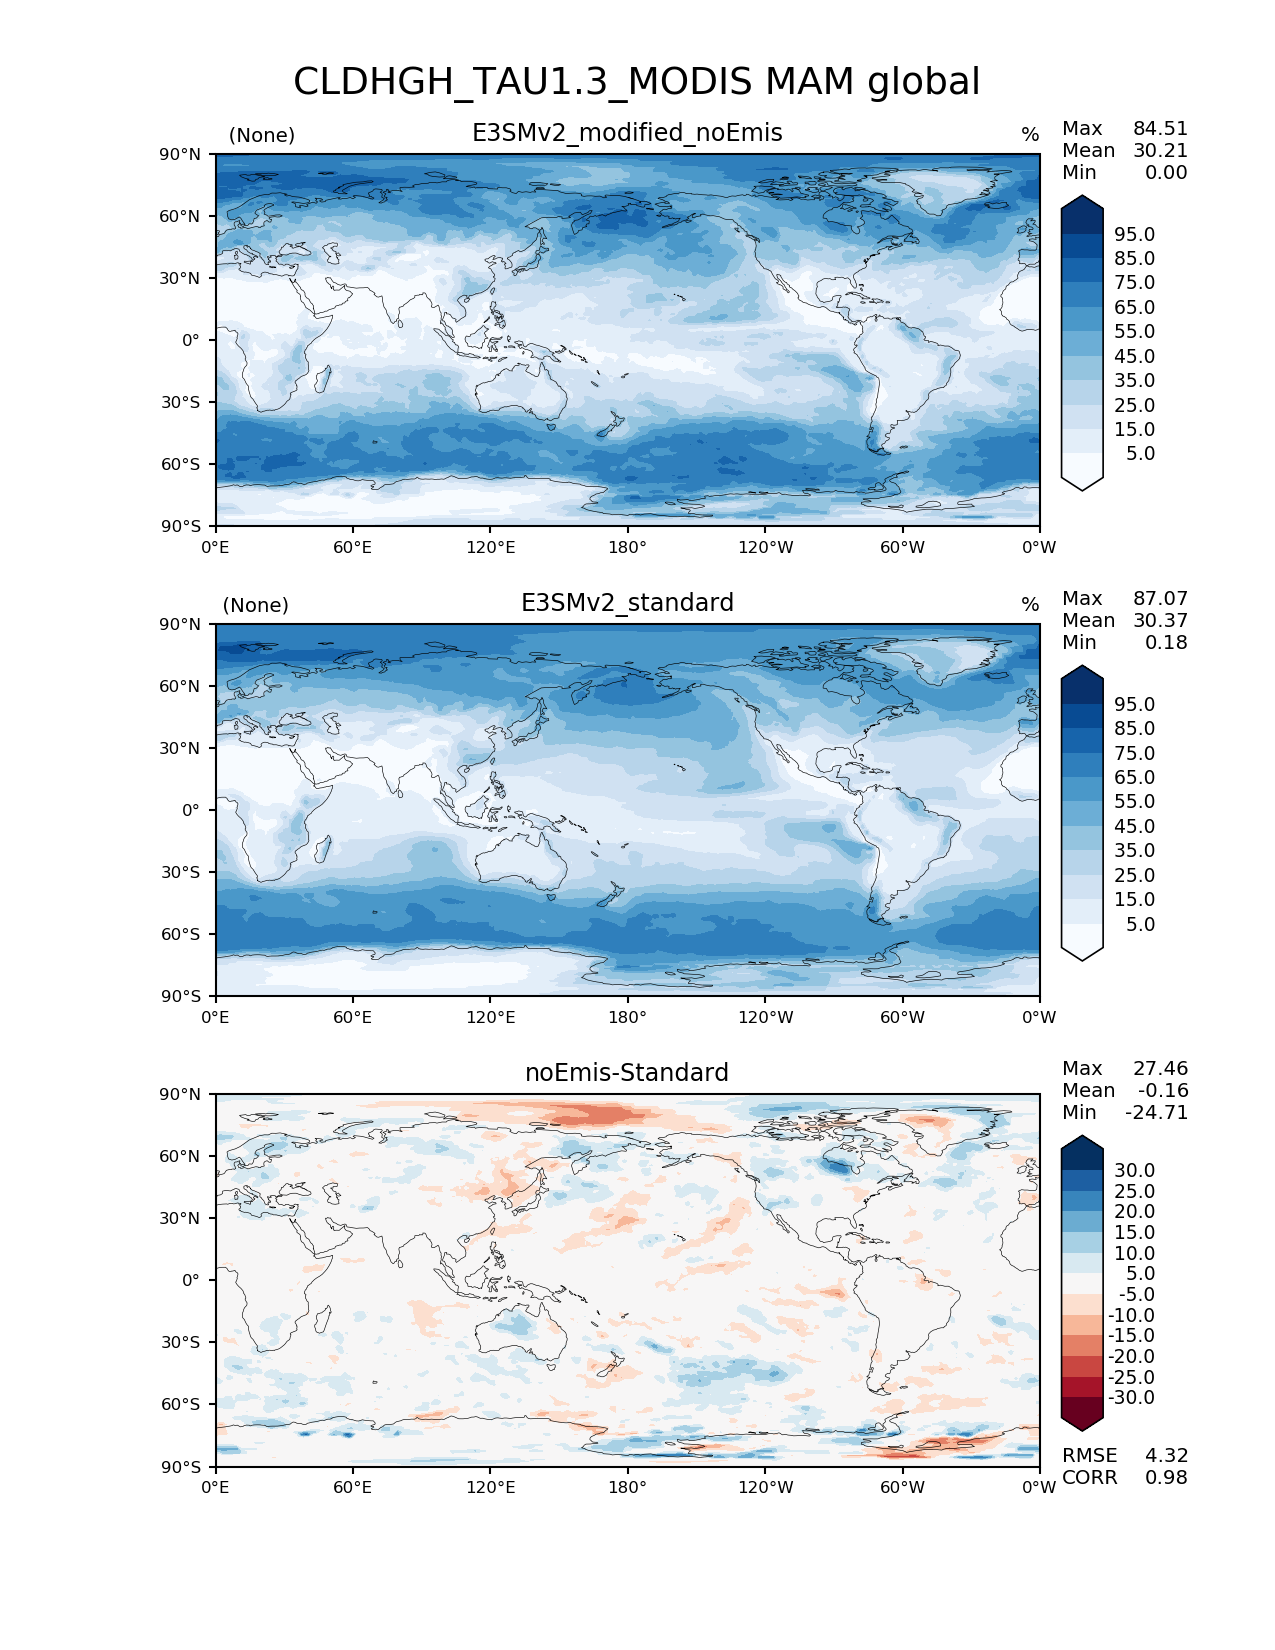 CLDHGH_TAU1.3_MODIS MAM global
(None) E3SMv2_modified_noEmis %
Max 84.51
Mean 30.21
Min 0.00
90°N
60°N
30°N
0°
30°S
60°S
90°S
0°E 60°E 120°E 180° 120°W 60°W 0°W
95.0
85.0
75.0
65.0
55.0
45.0
35.0
25.0
15.0
5.0
(None) E3SMv2_standard %
Max 87.07
Mean 30.37
Min 0.18
90°N
60°N
30°N
0°
30°S
60°S
90°S
0°E 60°E 120°E 180° 120°W 60°W 0°W
95.0
85.0
75.0
65.0
55.0
45.0
35.0
25.0
15.0
5.0
noEmis-Standard
Max 27.46
Mean -0.16
Min -24.71
90°N
60°N
30°N
0°
30°S
60°S
90°S
0°E 60°E 120°E 180° 120°W 60°W 0°W
30.0
25.0
20.0
15.0
10.0
5.0
-5.0
-10.0
-15.0
-20.0
-25.0
-30.0
RMSE 4.32
CORR 0.98